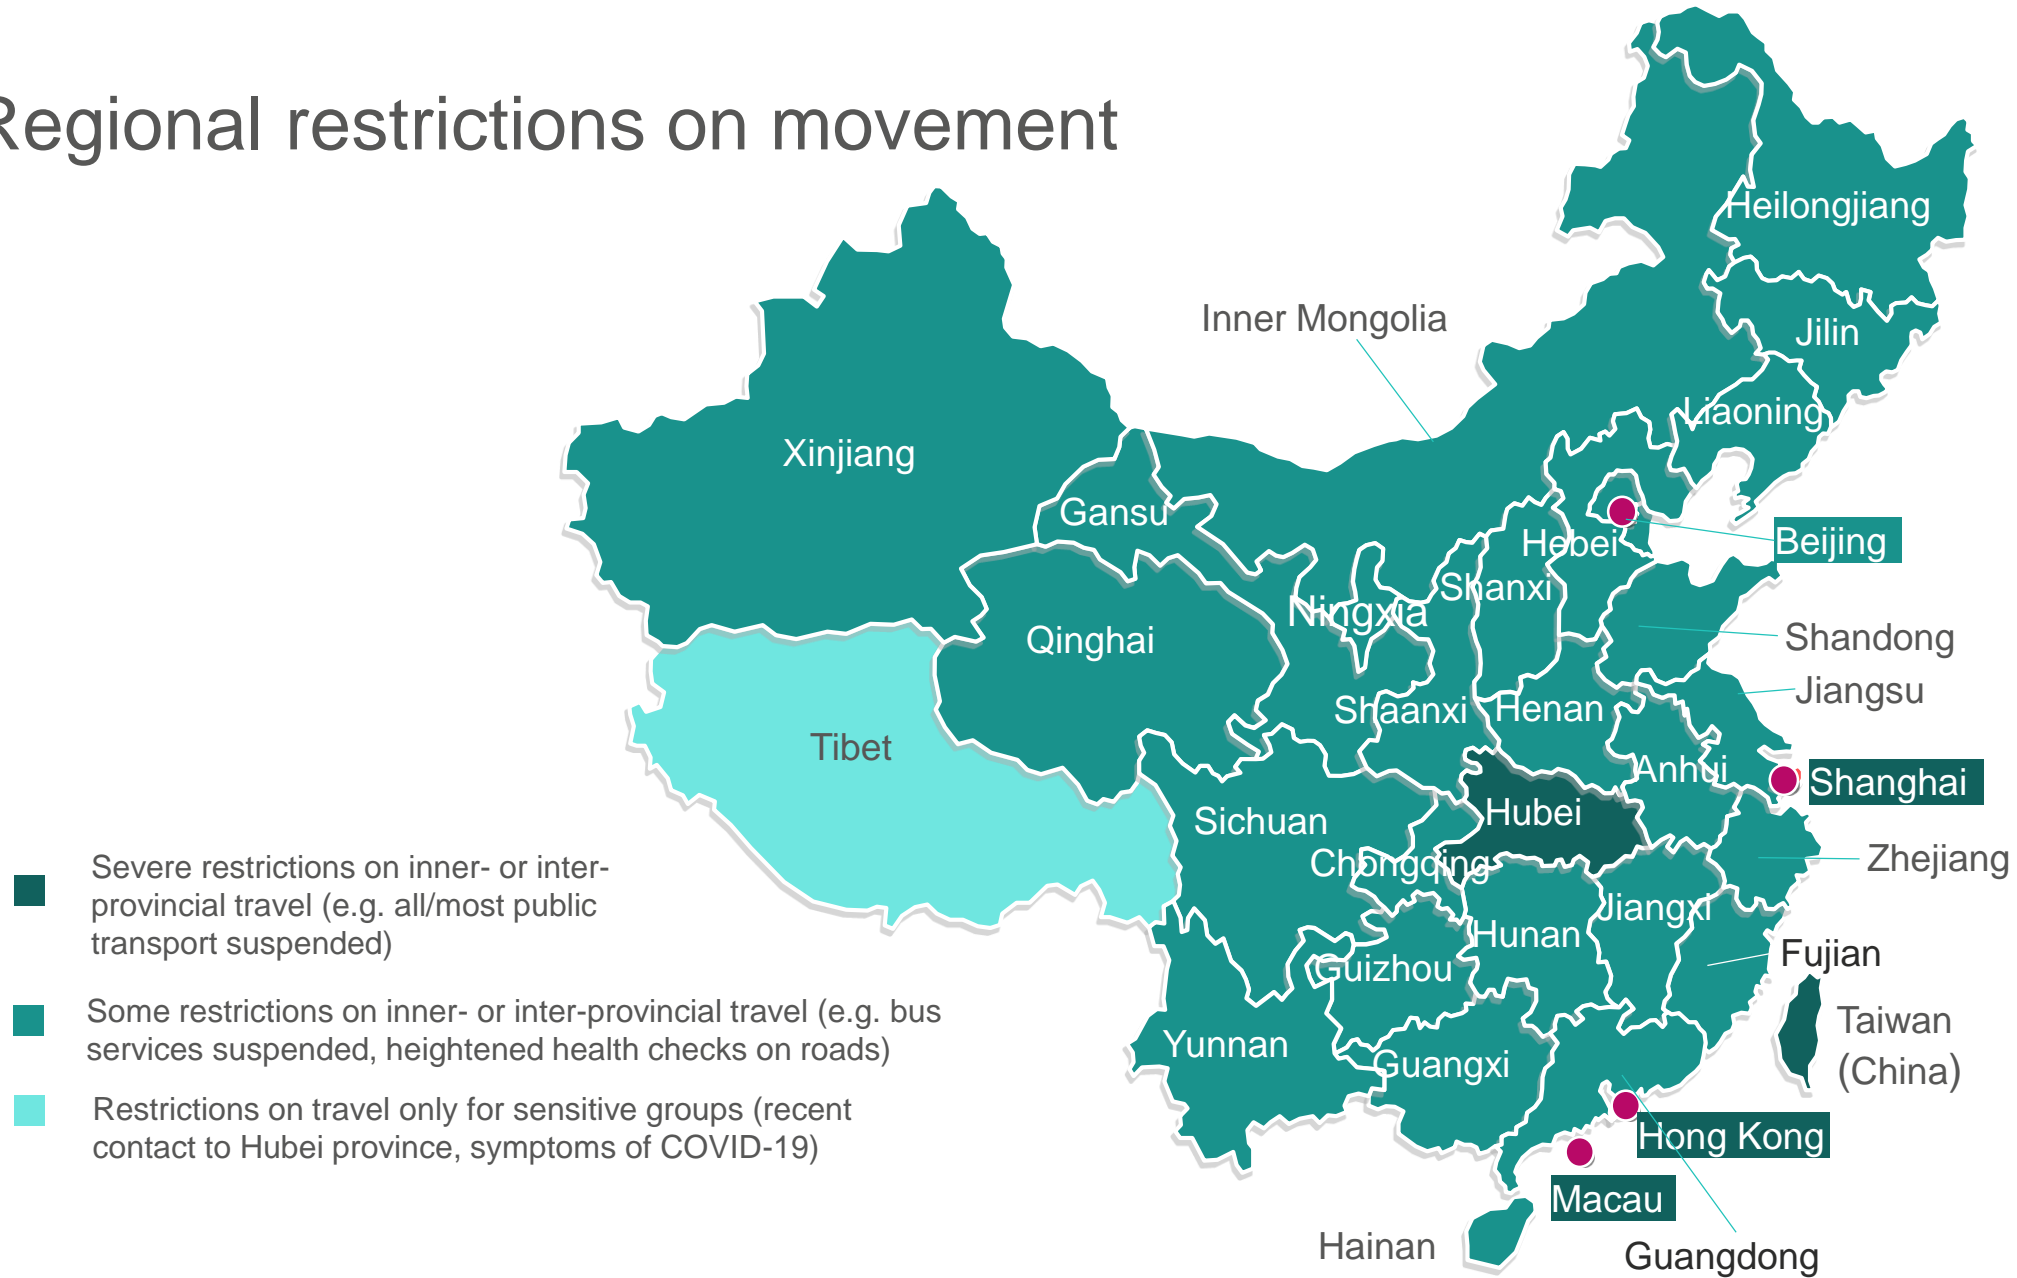 Regional restrictions on movement
Heilongjiang
Inner Mongolia
Jilin
Liaoning
Xinjiang
Gansu
Beijing
Hebei
Shanxi
Ningxia
Qinghai
Shandong
Jiangsu
Shaanxi
Henan
Tibet
Anhui
Shanghai
Hubei
Sichuan
Zhejiang
Chongqing
Jiangxi
Hunan
Fujian
Guizhou
Taiwan
(China)
Yunnan
Guangxi
Hong Kong
Macau
Hainan
Guangdong
Severe restrictions on inner- or inter-
provincial travel (e.g. all/most public
transport suspended)
Some restrictions on inner- or inter-provincial travel (e.g. bus
services suspended, heightened health checks on roads)
Restrictions on travel only for sensitive groups (recent
contact to Hubei province, symptoms of COVID-19)